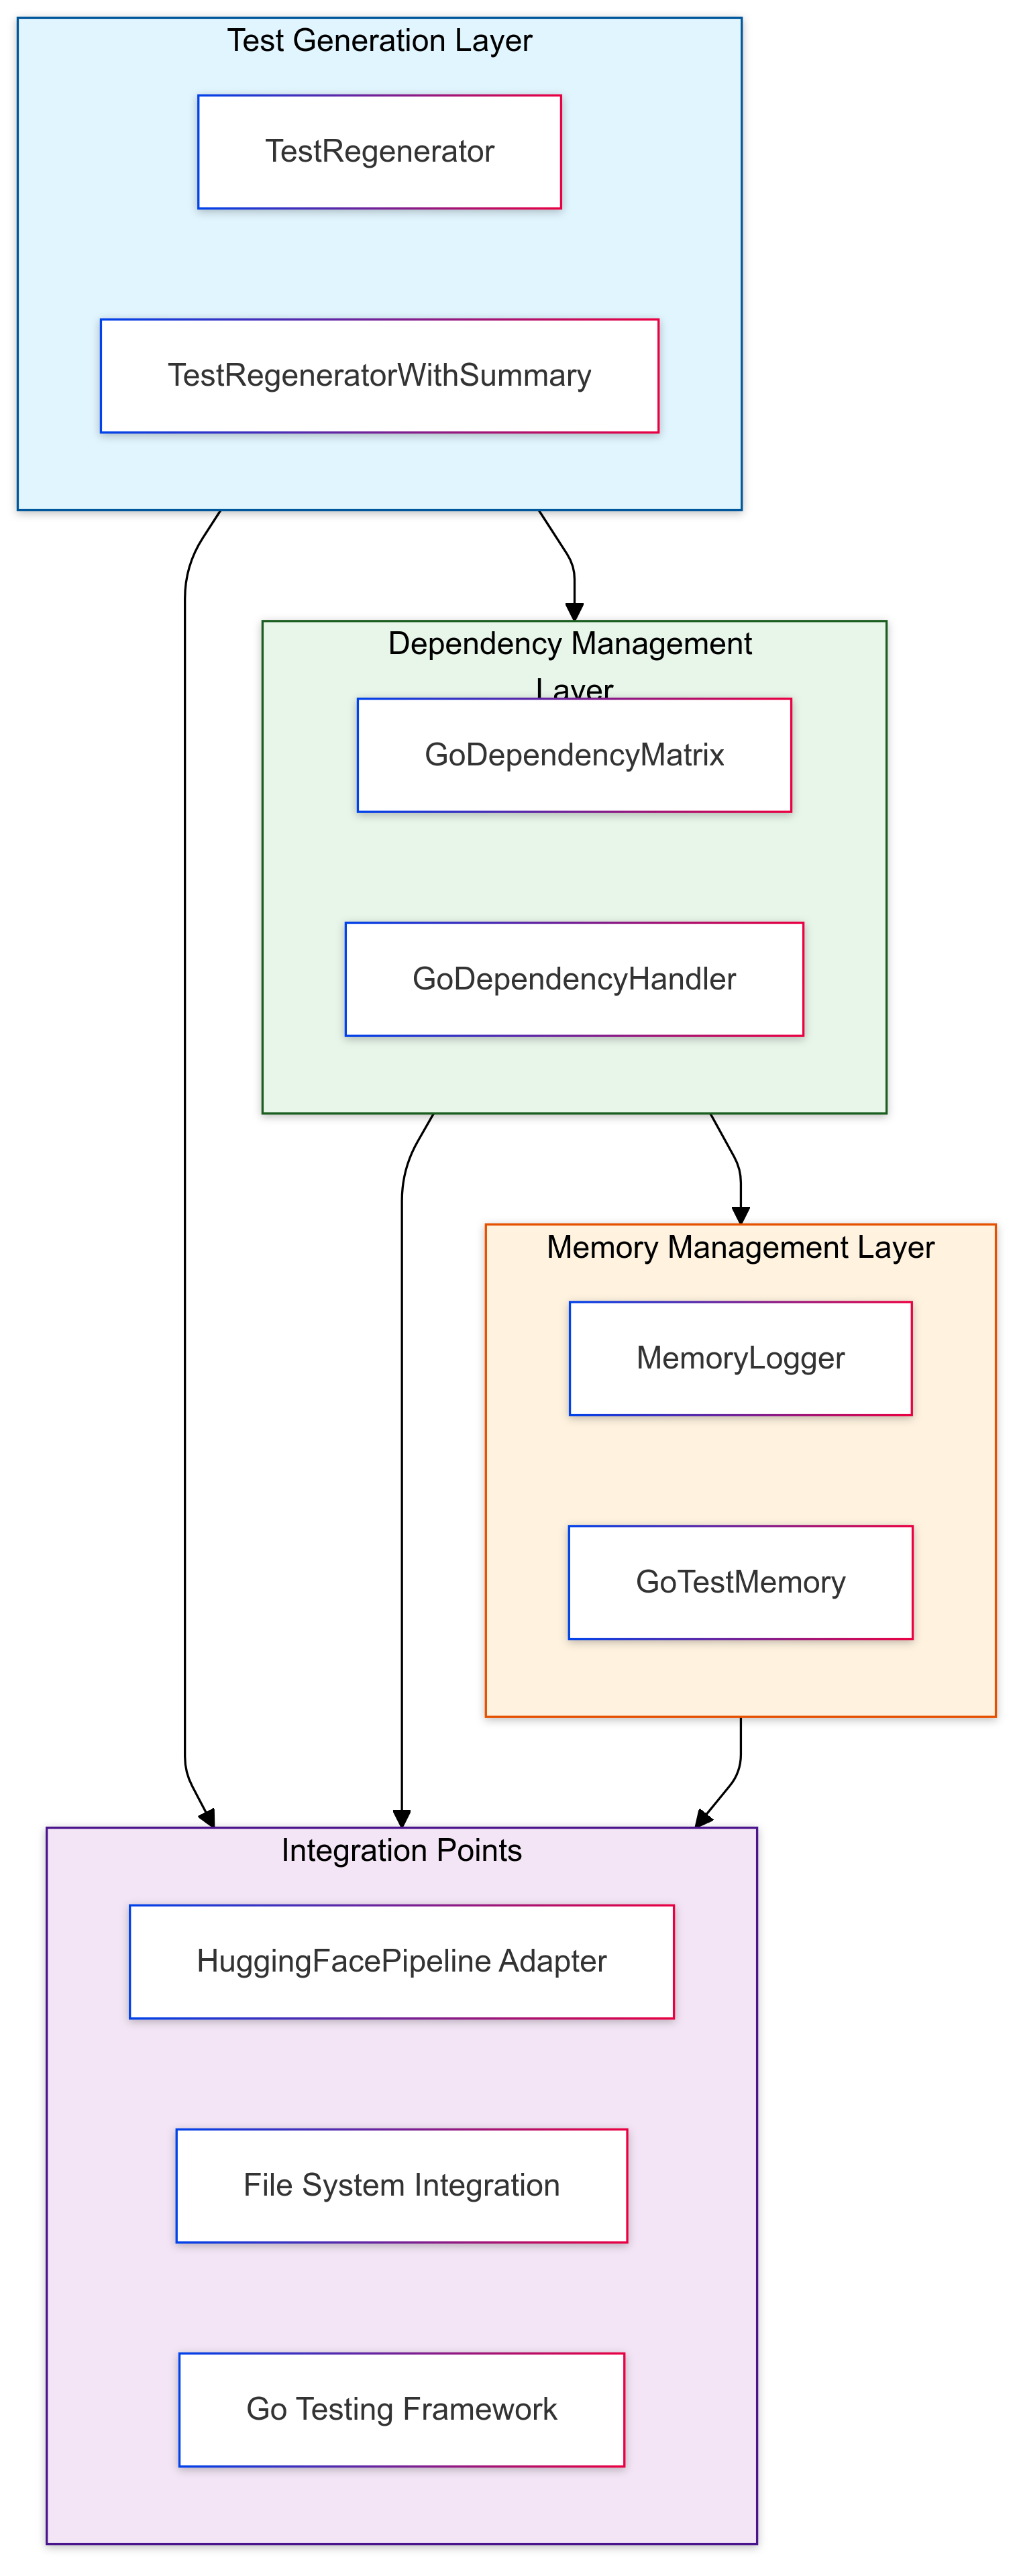 Test Generation Layer
TestRegenerator
TestRegeneratorWithSummary
Dependency Management
Layer
GoDependencyMatrix
GoDependencyHandler
Memory Management Layer
MemoryLogger
GoTestMemory
Integration Points
HuggingFacePipeline Adapter
File System Integration
Go Testing Framework